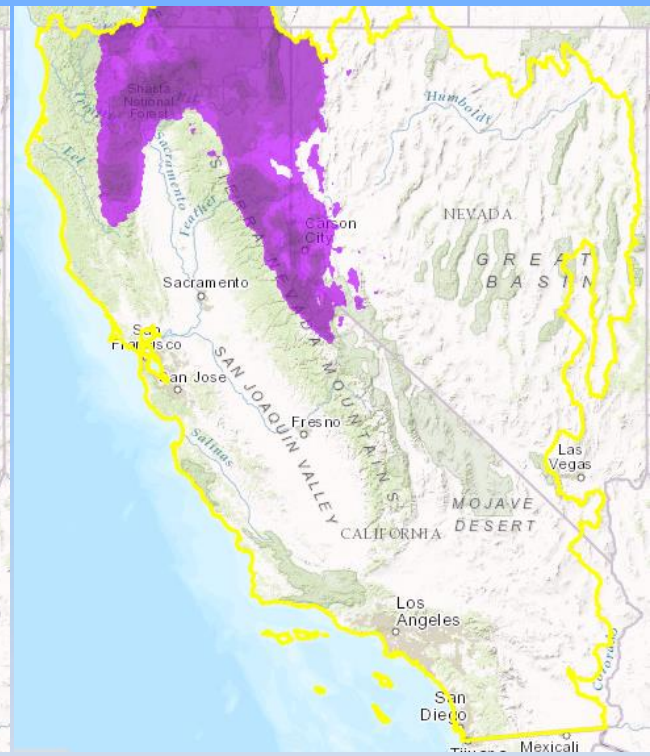 Shasta
National
Forest
Humboldt
Eel
Sacramento
Feather
NEVADA
Carson
City
GREAT
BASIN
SIERRA NEVADA MOUNTAINS
Sacramento
San
Francisco
San Jose
SAN JOAQUIN VALLEY
Fresno
Salinas
Las
Vegas
MOJAVE
DESERT
CALIFORNIA
Los
Angeles
Colorado
San
Diego
Mexicali